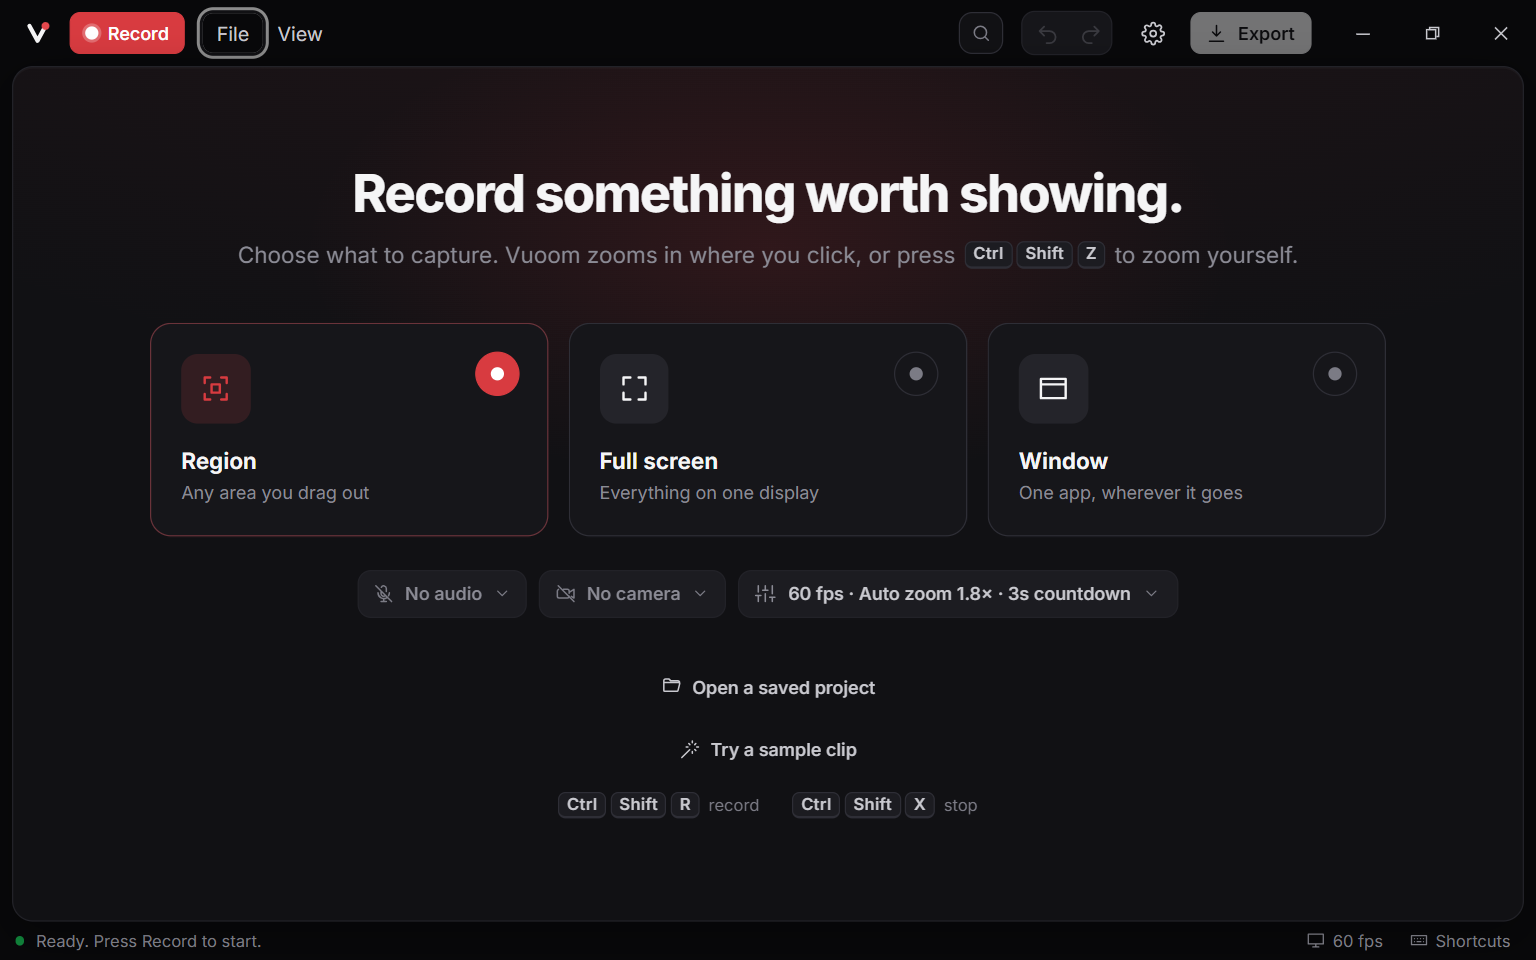 Record File View Export
Record something worth showing.
Choose what to capture. Vuoom zooms in where you click, or press Ctrl Shift Z to zoom yourself.
Region
Any area you drag out
Full screen
Everything on one display
Window
One app, wherever it goes
No audio No camera 60 fps · Auto zoom 1.8× · 3s countdown
Open a saved project
Try a sample clip
Ctrl Shift R record Ctrl Shift X stop
Ready. Press Record to start. 60 fps Shortcuts